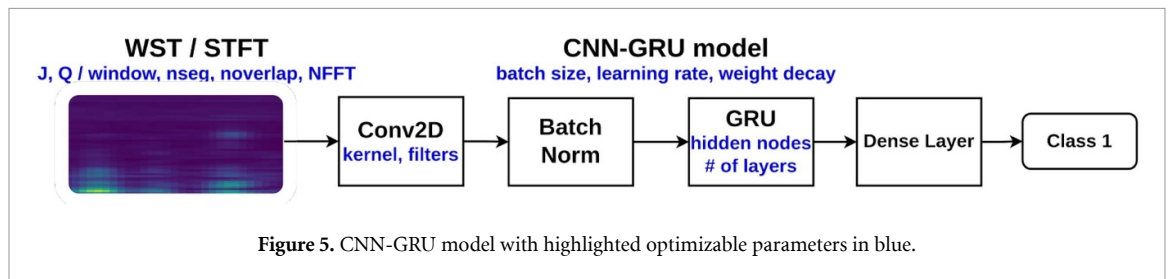 WST / STFT
J, Q / window, nseg, noverlap, NFFT
CNN-GRU model
batch size, learning rate, weight decay
Conv2D
kernel, filters
Batch
Norm
GRU
hidden nodes
# of layers
Dense Layer
Class 1
Figure 5. CNN-GRU model with highlighted optimizable parameters in blue.